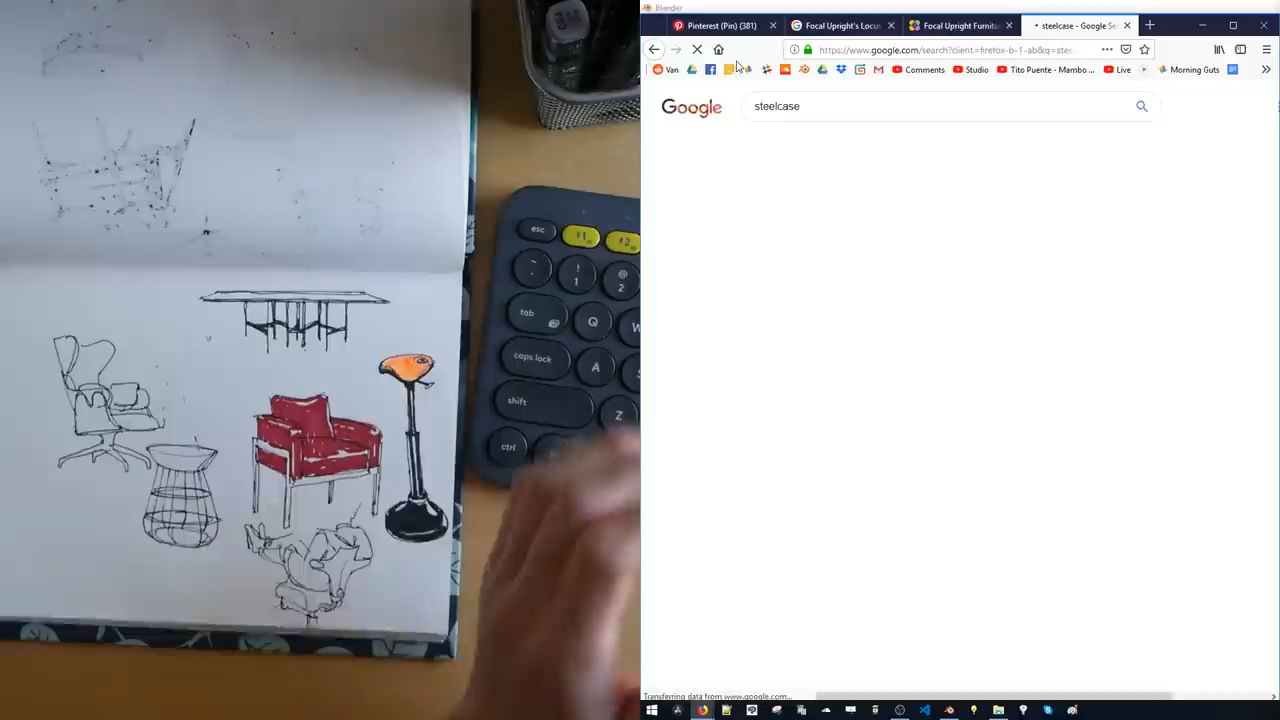 Blender
Pinterest (Pin) (381)
Focal Upright's Locus
Focal Upright Furnitu
steelcase - Google Se
https://www.google.com/search?client=firefox-b-1-ab&q=stee
Van
Comments
Studio
Tito Puente - Mambo ...
Live
Morning Guts
Google
steelcase
esc
f1
f2
~
!
1
@
2
tab
Q
W
caps lock
A
shift
Z
ctrl
Transferring data from www.google.com...